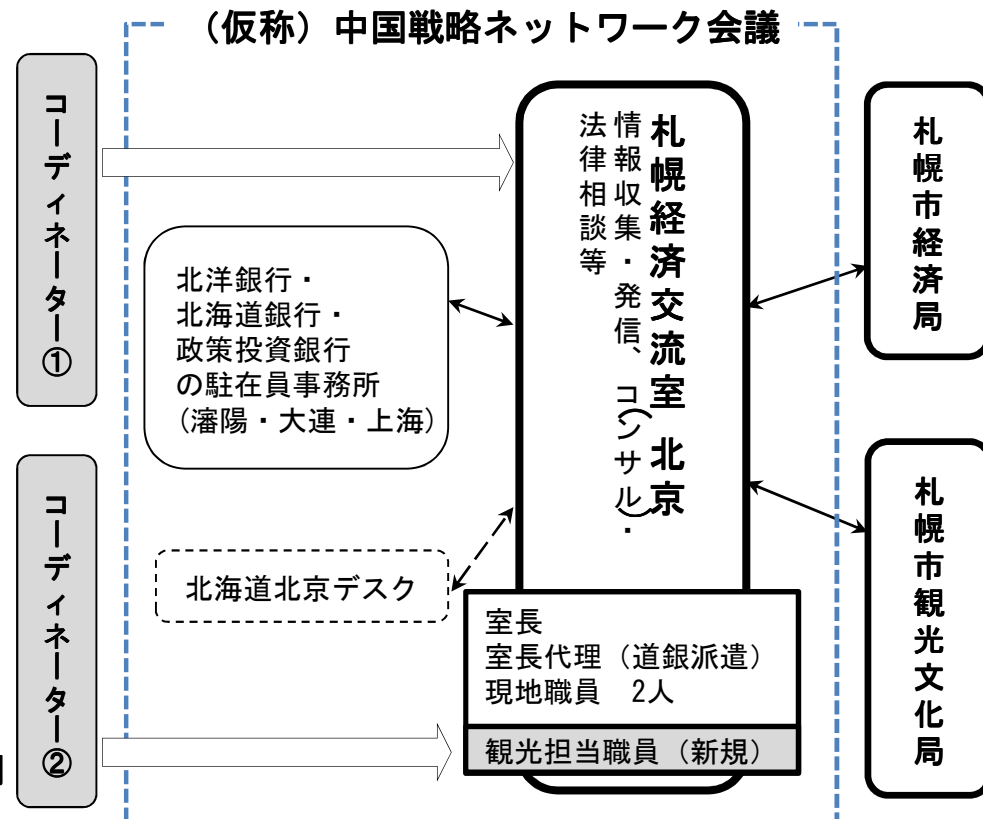 （仮称）中国戦略ネットワーク会議
コーディネーター①
札幌経済交流室 北京
情報収集・発信、コンサル）・
法律相談等
札幌市経済局
北洋銀行・
北海道銀行・
政策投資銀行
の駐在員事務所
（瀋陽・大連・上海）
コーディネーター②
北海道北京デスク
札幌市観光文化局
室長
室長代理（道銀派遣）
現地職員　2人
観光担当職員（新規）